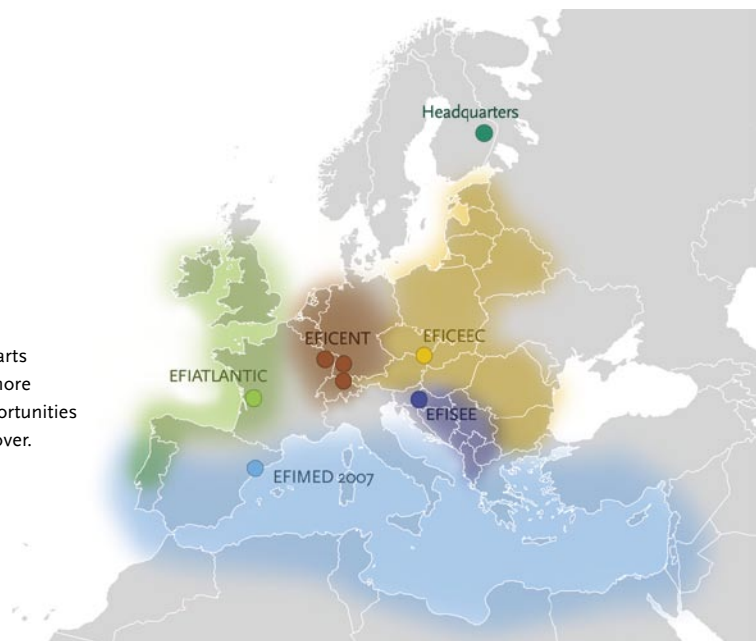 Headquarters
EFICENT
EFICEEC
EFIATLANTIC
EFISEE
EFIMED 2007
arts
more
ortunities
over.